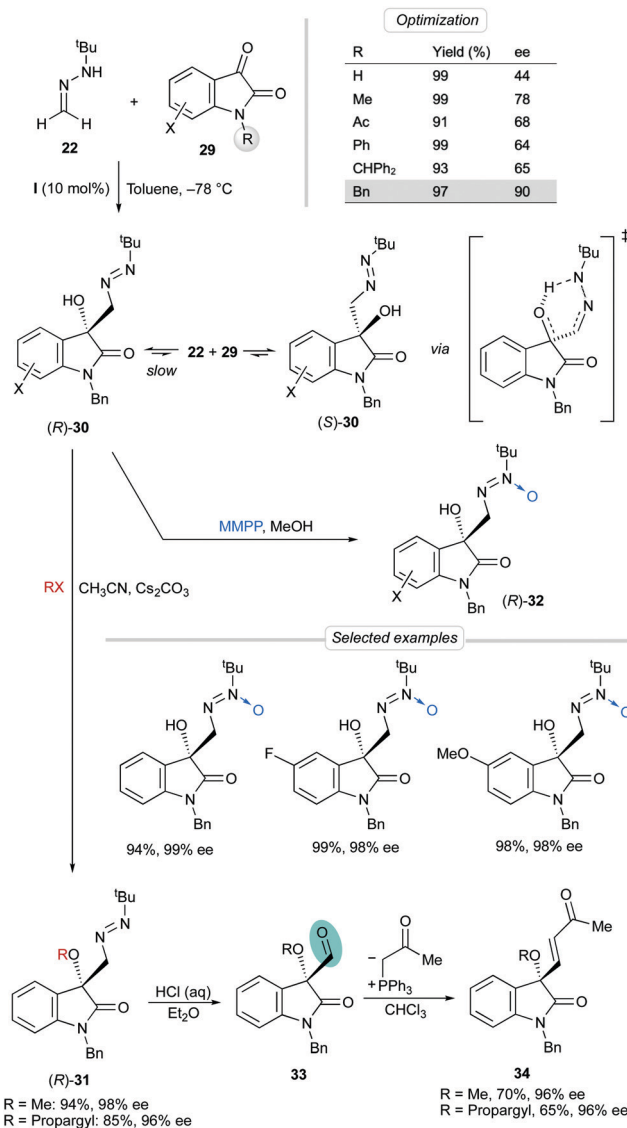 Optimization
R Yield (%) ee
H 99 44
Me 99 78
Ac 91 68
Ph 99 64
CHPh2 93 65
Bn 97 90
tBu
N
NH
H H
22
+
O
O
N
X
R
29
I (10 mol%) Toluene, –78 °C
tBu
N
N
HO
O
N
X
Bn
(R)-30
slow
22 + 29
tBu
N
N
OH
O
N
X
Bn
(S)-30
via
‡
tBu
H
N
O
N
O
N
Bn
MMPP, MeOH
tBu
N
N
O
HO
O
N
X
Bn
(R)-32
RX CH3CN, Cs2CO3
Selected examples
tBu
N
N
O
HO
O
N
Bn
94%, 99% ee
tBu
N
N
O
HO
F
O
N
Bn
99%, 98% ee
tBu
N
N
O
HO
MeO
O
N
Bn
98%, 98% ee
tBu
N
N
RO
O
N
Bn
(R)-31
R = Me: 94%, 98% ee
R = Propargyl: 85%, 96% ee
HCl (aq)
Et2O
O
RO
O
N
Bn
33
O
– Me
+PPh3
CHCl3
O
Me
RO
O
N
Bn
34
R = Me, 70%, 96% ee
R = Propargyl, 65%, 96% ee